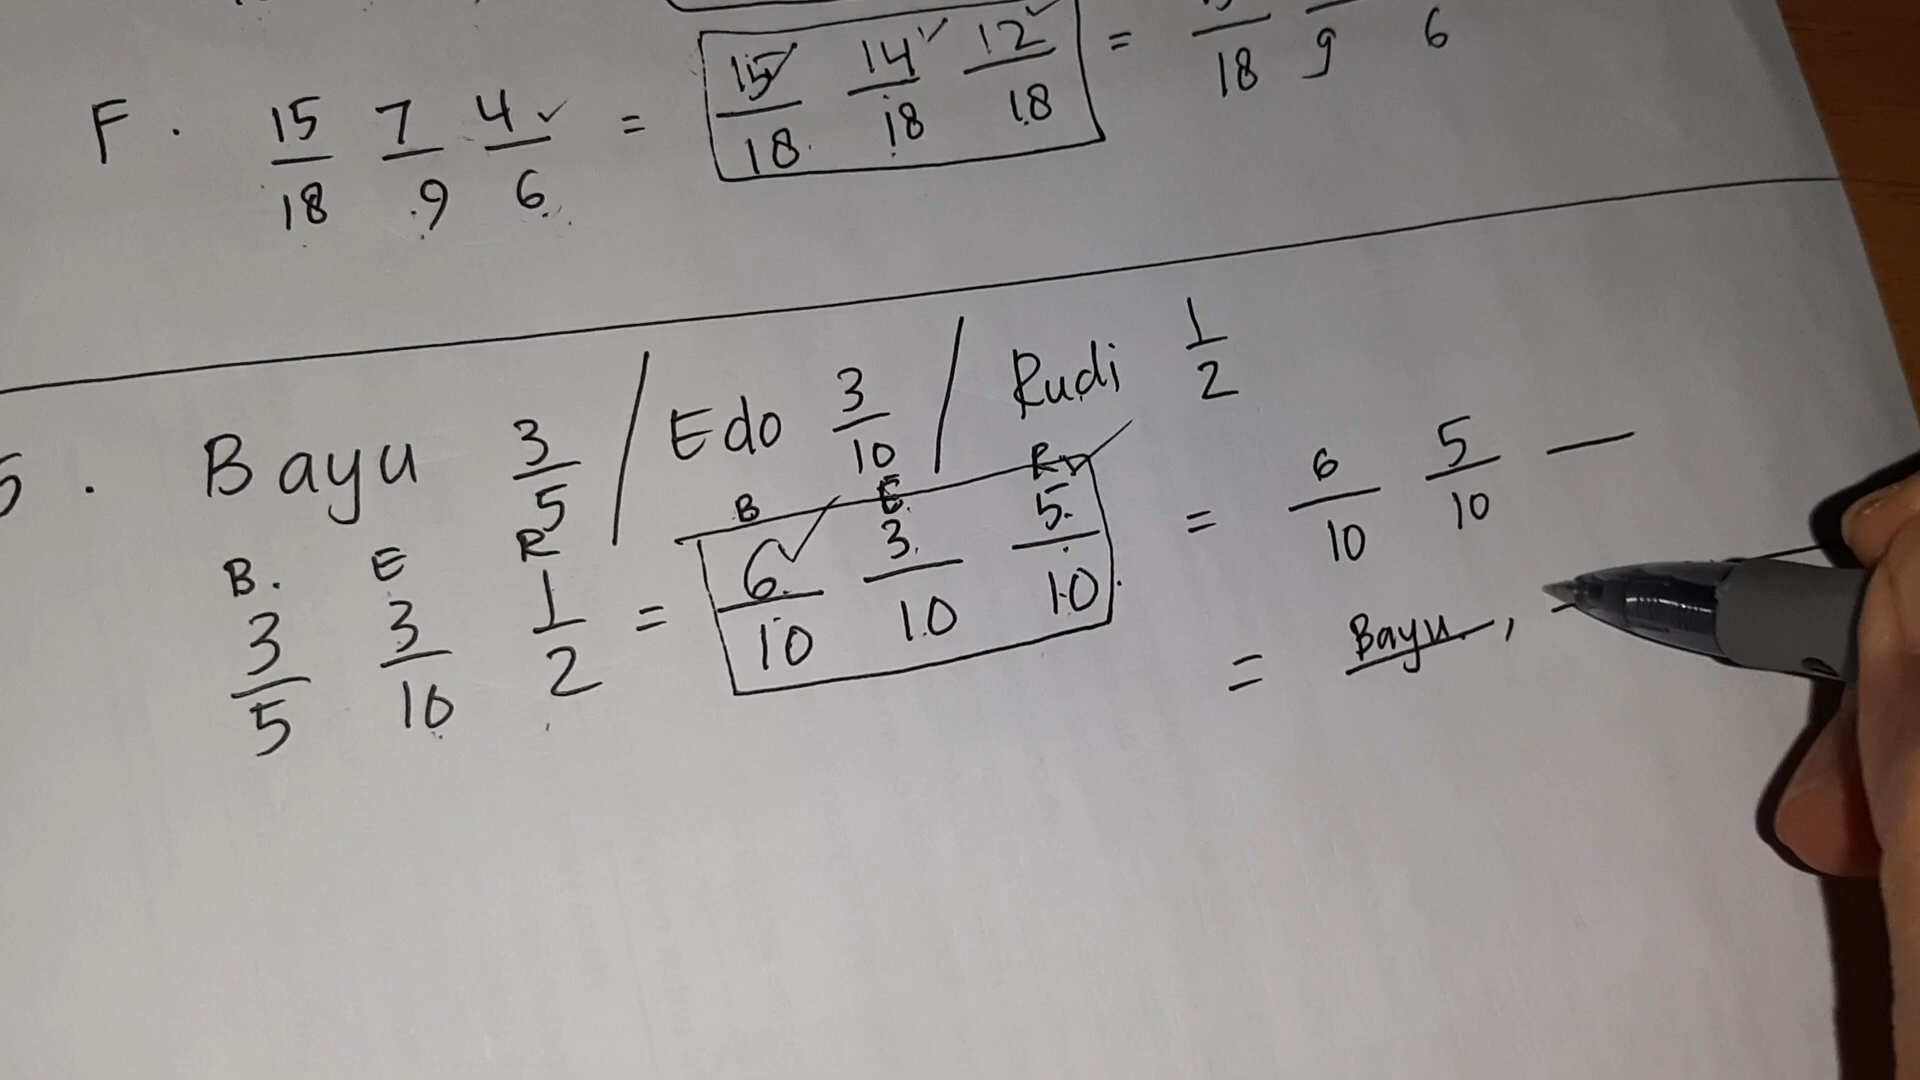 F. 15/18 7/9 4/6 = 15/18 14/18 12/18 = /18 /9 /6
5. Bayu 3/5 / Edo 3/10 / Rudi 1/2
B. E R B E R
3/5 3/10 1/2 = 6/10 3/10 5/10 = 6/10 5/10 —
= Bayu,